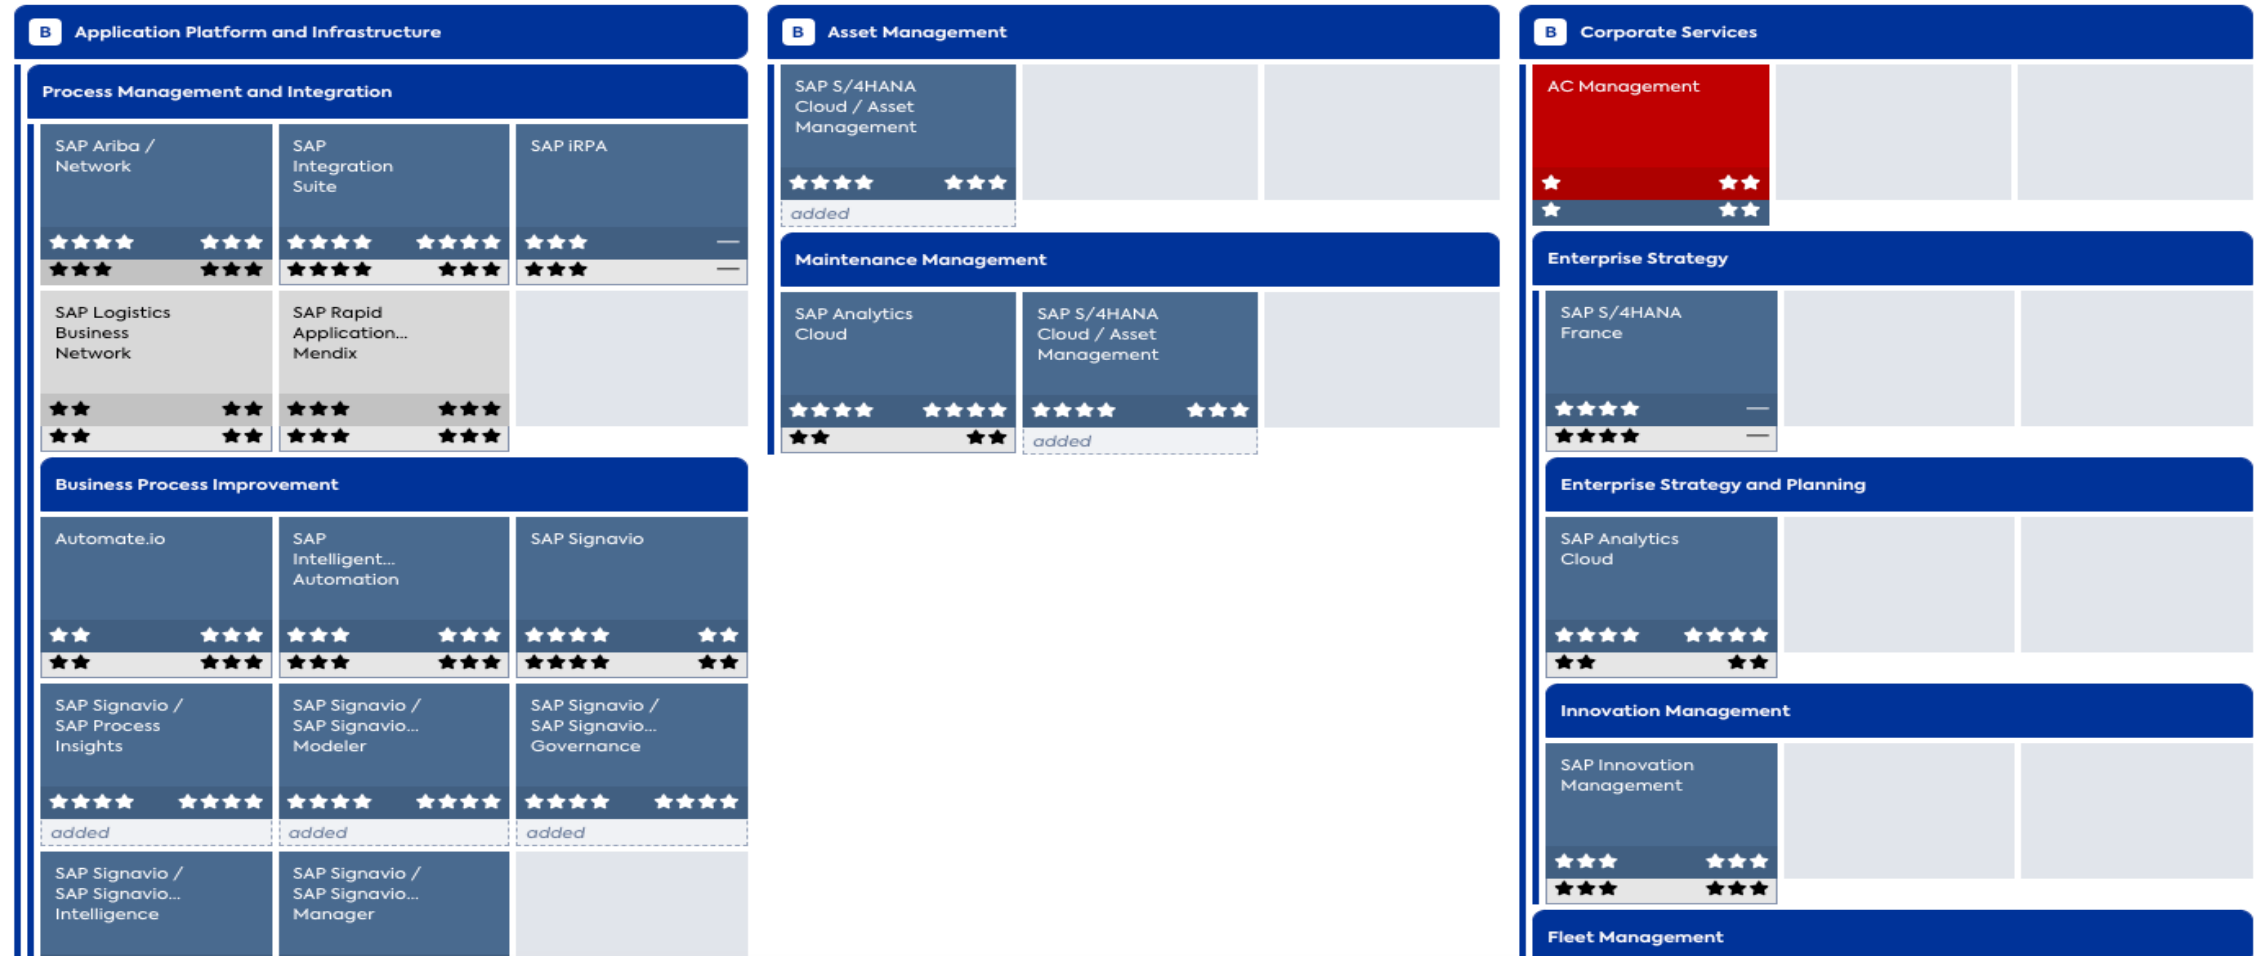 B Application Platform and Infrastructure
Process Management and Integration
SAP Ariba /
Network
SAP
Integration
Suite
SAP iRPA
SAP Logistics
Business
Network
SAP Rapid
Application...
Mendix
Business Process Improvement
Automate.io
SAP
Intelligent...
Automation
SAP Signavio
SAP Signavio /
SAP Process
Insights
added
SAP Signavio /
SAP Signavio...
Modeler
added
SAP Signavio /
SAP Signavio...
Governance
added
SAP Signavio /
SAP Signavio...
Intelligence
SAP Signavio /
SAP Signavio...
Manager
B Asset Management
SAP S/4HANA
Cloud / Asset
Management
added
Maintenance Management
SAP Analytics
Cloud
SAP S/4HANA
Cloud / Asset
Management
added
B Corporate Services
AC Management
Enterprise Strategy
SAP S/4HANA
France
Enterprise Strategy and Planning
SAP Analytics
Cloud
Innovation Management
SAP Innovation
Management
Fleet Management